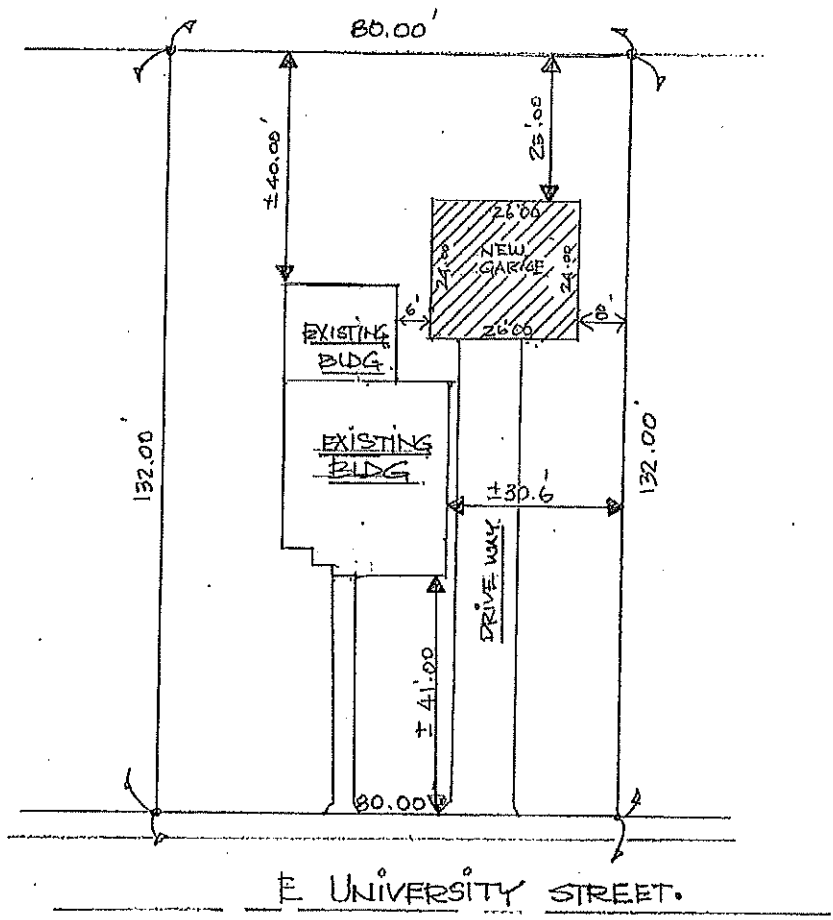 80.00'
±40.00'
25'.00
26'00
NEW
GARAGE
24.00
24.00
6'
8'
26'00
EXISTING
BLDG.
EXISTING
BLDG.
132.00'
132.00'
±30.6'
DRIVE WAY.
± 41'.00
80.00'
E UNIVERSITY STREET.